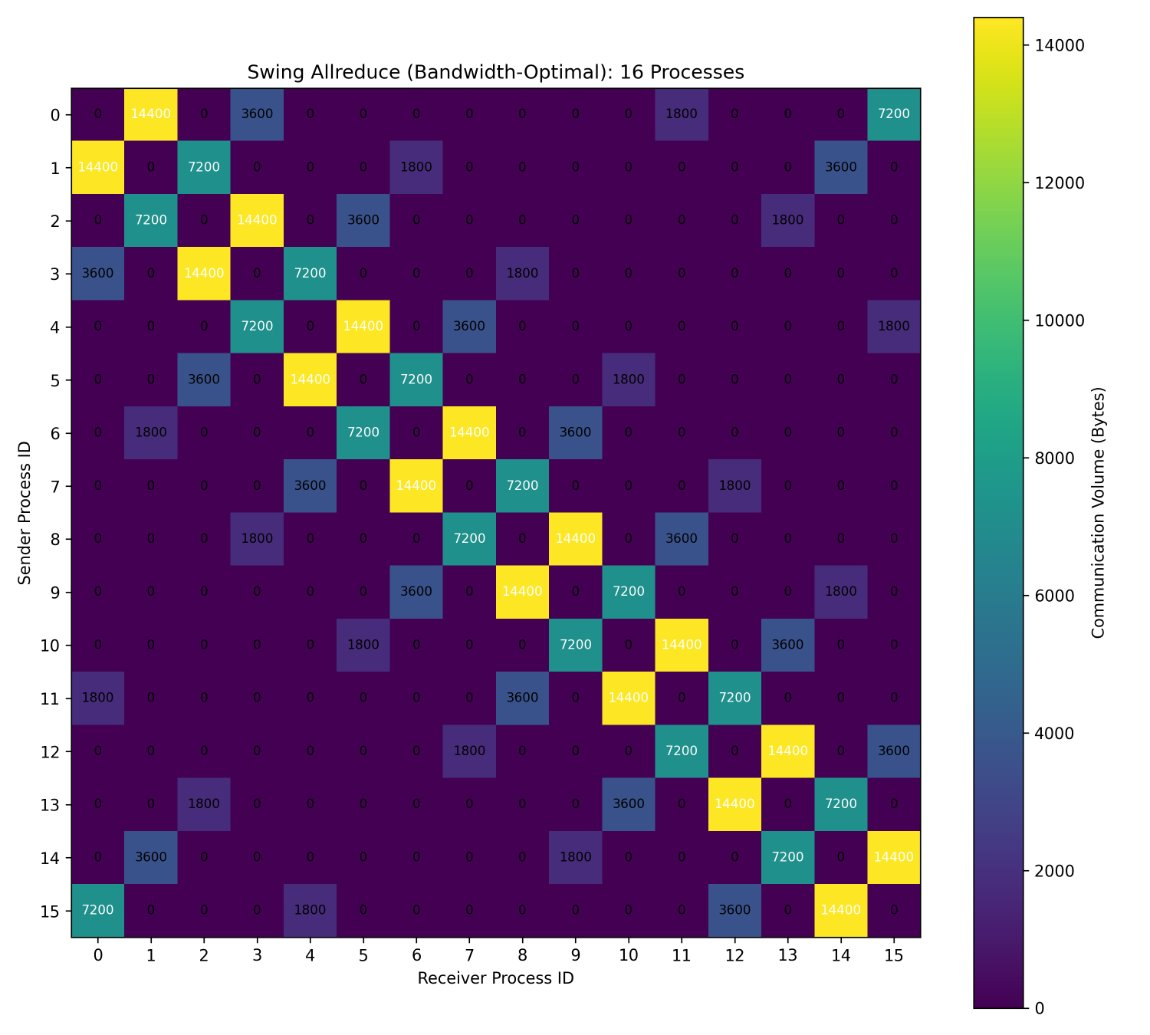 Swing Allreduce (Bandwidth-Optimal): 16 Processes
0 0 14400 0 3600 0 0 0 0 0 0 0 1800 0 0 0 7200
1 14400 0 7200 0 0 0 1800 0 0 0 0 0 0 0 3600 0
2 0 7200 0 14400 0 3600 0 0 0 0 0 0 0 1800 0 0
3 3600 0 14400 0 7200 0 0 0 1800 0 0 0 0 0 0 0
4 0 0 0 7200 0 14400 0 3600 0 0 0 0 0 0 0 1800
5 0 0 3600 0 14400 0 7200 0 0 0 1800 0 0 0 0 0
6 0 1800 0 0 0 7200 0 14400 0 3600 0 0 0 0 0 0
7 0 0 0 0 3600 0 14400 0 7200 0 0 0 1800 0 0 0
8 0 0 0 1800 0 0 0 7200 0 14400 0 3600 0 0 0 0
9 0 0 0 0 0 0 3600 0 14400 0 7200 0 0 0 1800 0
10 0 0 0 0 0 1800 0 0 0 7200 0 14400 0 3600 0 0
11 1800 0 0 0 0 0 0 0 3600 0 14400 0 7200 0 0 0
12 0 0 0 0 0 0 0 1800 0 0 0 7200 0 14400 0 3600
13 0 0 1800 0 0 0 0 0 0 0 3600 0 14400 0 7200 0
14 0 3600 0 0 0 0 0 0 0 1800 0 0 0 7200 0 14400
15 7200 0 0 0 1800 0 0 0 0 0 0 0 3600 0 14400 0
0 1 2 3 4 5 6 7 8 9 10 11 12 13 14 15
Receiver Process ID
Sender Process ID
14000
12000
10000
8000
6000
4000
2000
0
Communication Volume (Bytes)